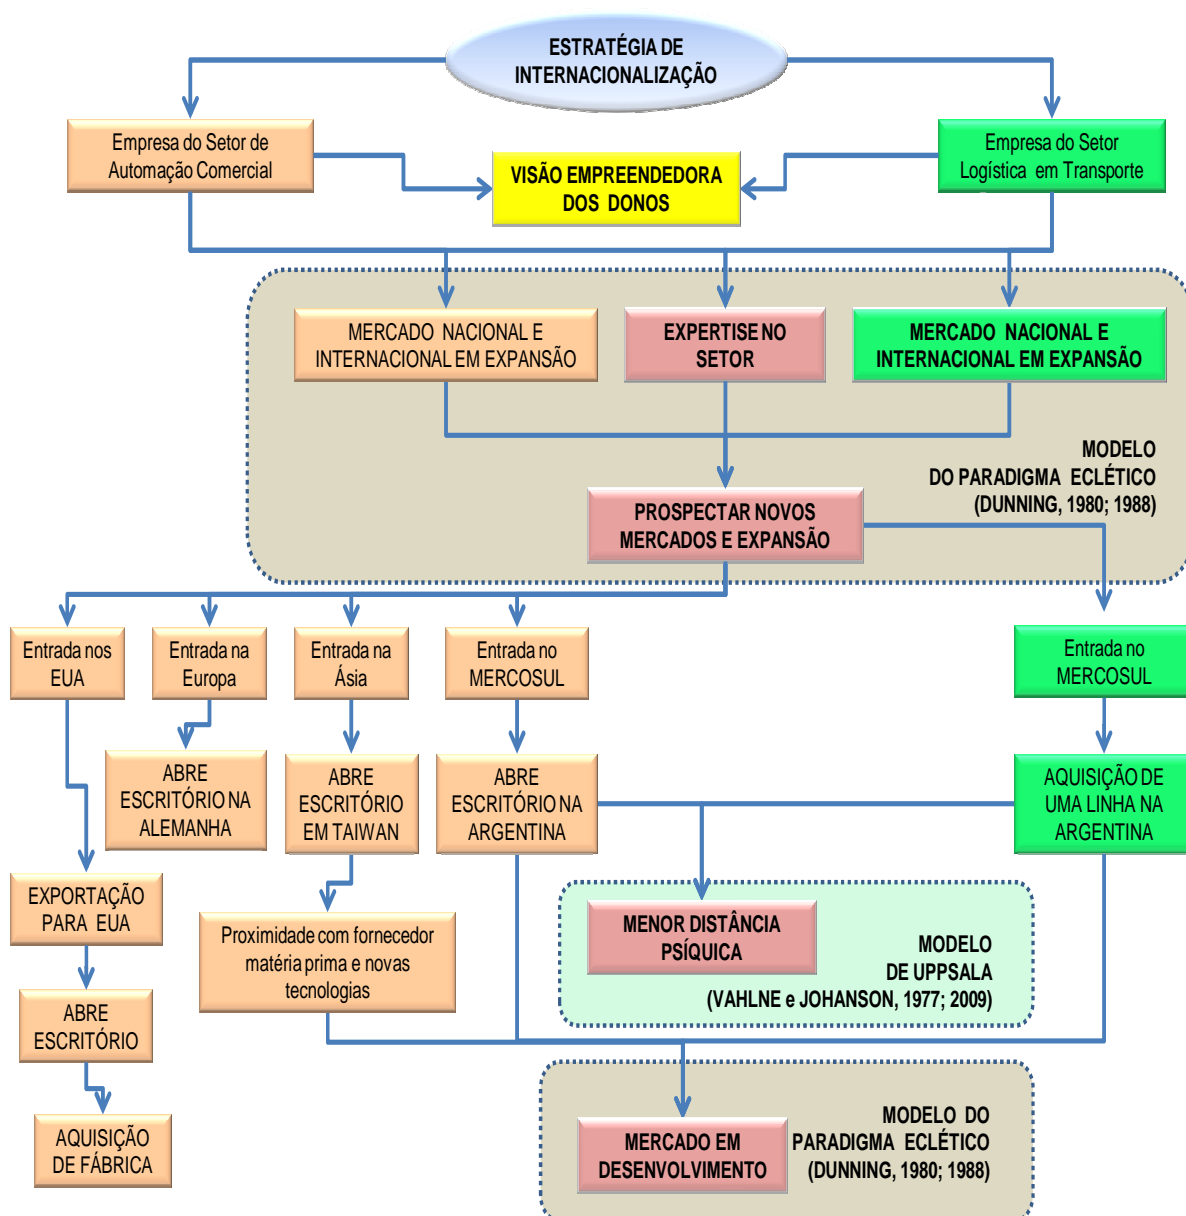 ESTRATÉGIA DE
INTERNACIONALIZAÇÃO
Empresa do Setor de
Automação Comercial
VISÃO EMPREENDEDORA
DOS DONOS
Empresa do Setor
Logística em Transporte
MERCADO NACIONAL E
INTERNACIONAL EM EXPANSÃO
EXPERTISE NO
SETOR
MERCADO NACIONAL E
INTERNACIONAL EM EXPANSÃO
MODELO
DO PARADIGMA ECLÉTICO
(DUNNING, 1980; 1988)
PROSPECTAR NOVOS
MERCADOS E EXPANSÃO
Entrada nos
EUA
Entrada na
Europa
Entrada na
Ásia
Entrada no
MERCOSUL
Entrada no
MERCOSUL
ABRE
ESCRITÓRIO NA
ALEMANHA
ABRE
ESCRITÓRIO
EM TAIWAN
ABRE
ESCRITÓRIO NA
ARGENTINA
AQUISIÇÃO DE
UMA LINHA NA
ARGENTINA
EXPORTAÇÃO
PARA EUA
Proximidade com fornecedor
matéria prima e novas
tecnologias
MENOR DISTÂNCIA
PSÍQUICA
MODELO
DE UPPSALA
(VAHLNE e JOHANSON, 1977; 2009)
ABRE
ESCRITÓRIO
AQUISIÇÃO
DE FÁBRICA
MERCADO EM
DESENVOLVIMENTO
MODELO DO
PARADIGMA ECLÉTICO
(DUNNING, 1980; 1988)